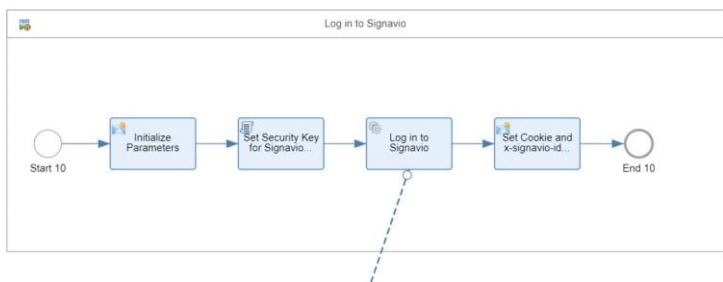 Log in to Signavio
Initialize
Parameters
Set Security Key
for Signavio...
Log in to
Signavio
Set Cookie and
x-signavio-id...
Start 10
End 10